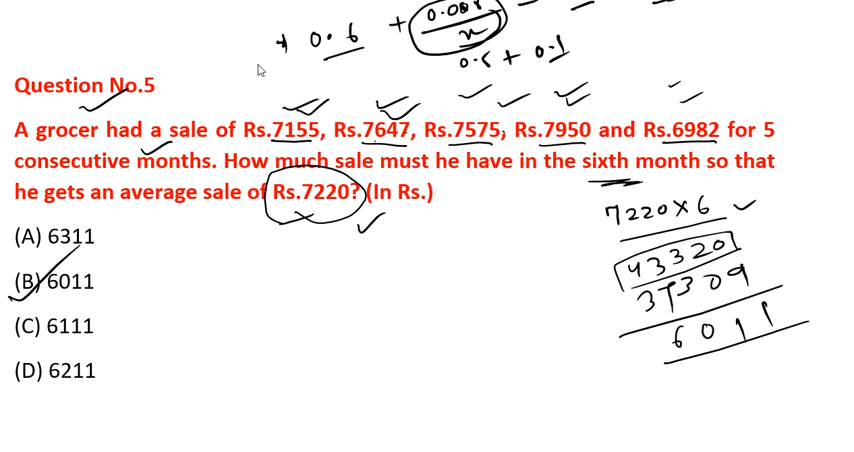 + 0.6 + 0.00
x
0.5 + 0.1
Question No.5
A grocer had a sale of Rs.7155, Rs.7647, Rs.7575, Rs.7950 and Rs.6982 for 5
consecutive months. How much sale must he have in the sixth month so that
he gets an average sale of Rs.7220? (In Rs.)
(A) 6311
(B) 6011
(C) 6111
(D) 6211
7220 x 6
43320
37309
6011